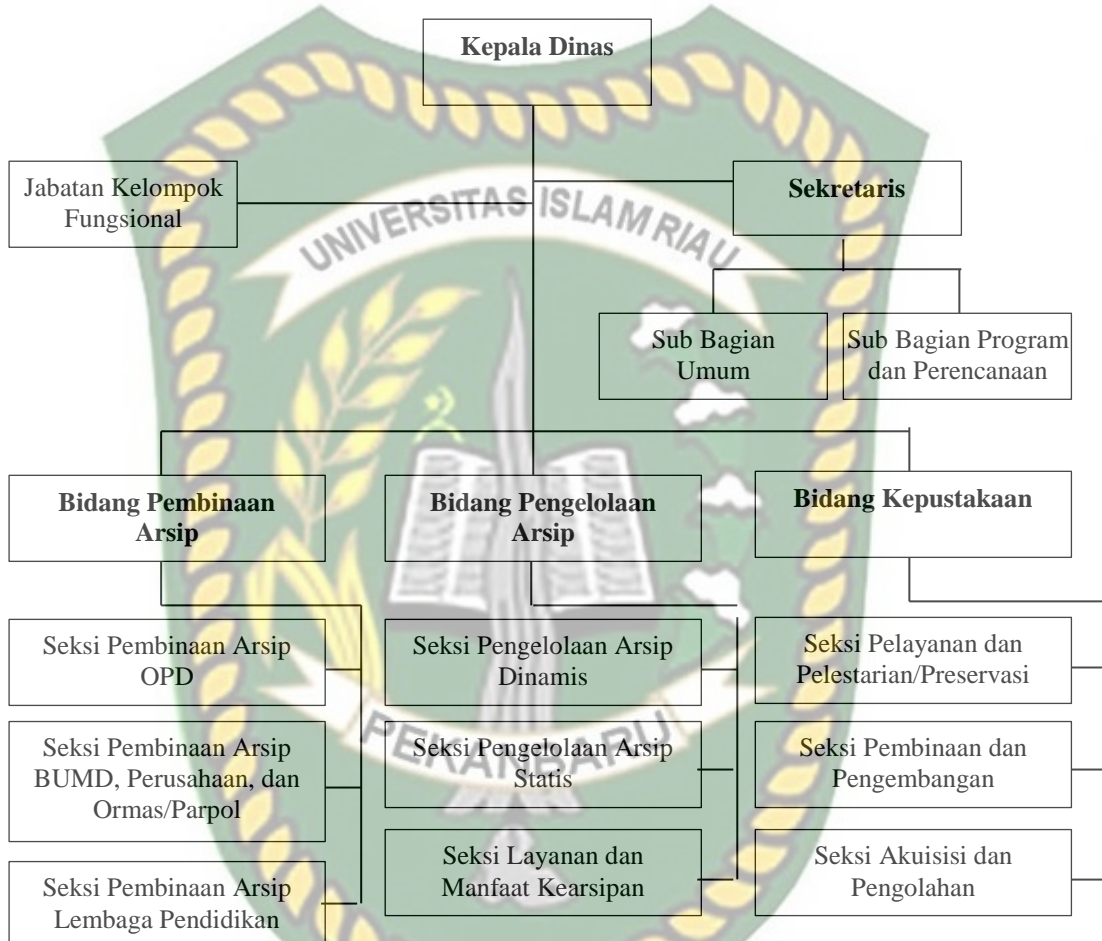 Kepala Dinas
Jabatan Kelompok
Fungsional
Sekretaris
UNIVERSITAS ISLAM RIAU
Sub Bagian
Umum
Sub Bagian Program
dan Perencanaan
Bidang Pembinaan
Arsip
Bidang Pengelolaan
Arsip
Bidang Kepustakaan
Seksi Pembinaan Arsip
OPD
Seksi Pengelolaan Arsip
Dinamis
Seksi Pelayanan dan
Pelestarian/Preservasi
PEKANBARU
Seksi Pembinaan Arsip
BUMD, Perusahaan, dan
Ormas/Parpol
Seksi Pengelolaan Arsip
Statis
Seksi Pembinaan dan
Pengembangan
Seksi Pembinaan Arsip
Lembaga Pendidikan
Seksi Layanan dan
Manfaat Kearsipan
Seksi Akuisisi dan
Pengolahan